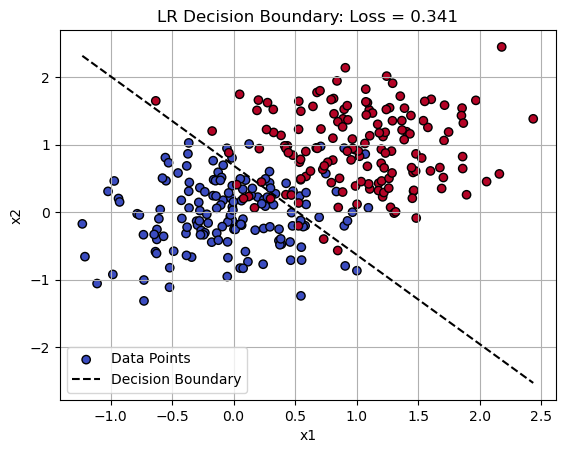 LR Decision Boundary: Loss = 0.341
x2
2
1
0
−1
−2
Data Points
Decision Boundary
−1.0 −0.5 0.0 0.5 1.0 1.5 2.0 2.5
x1